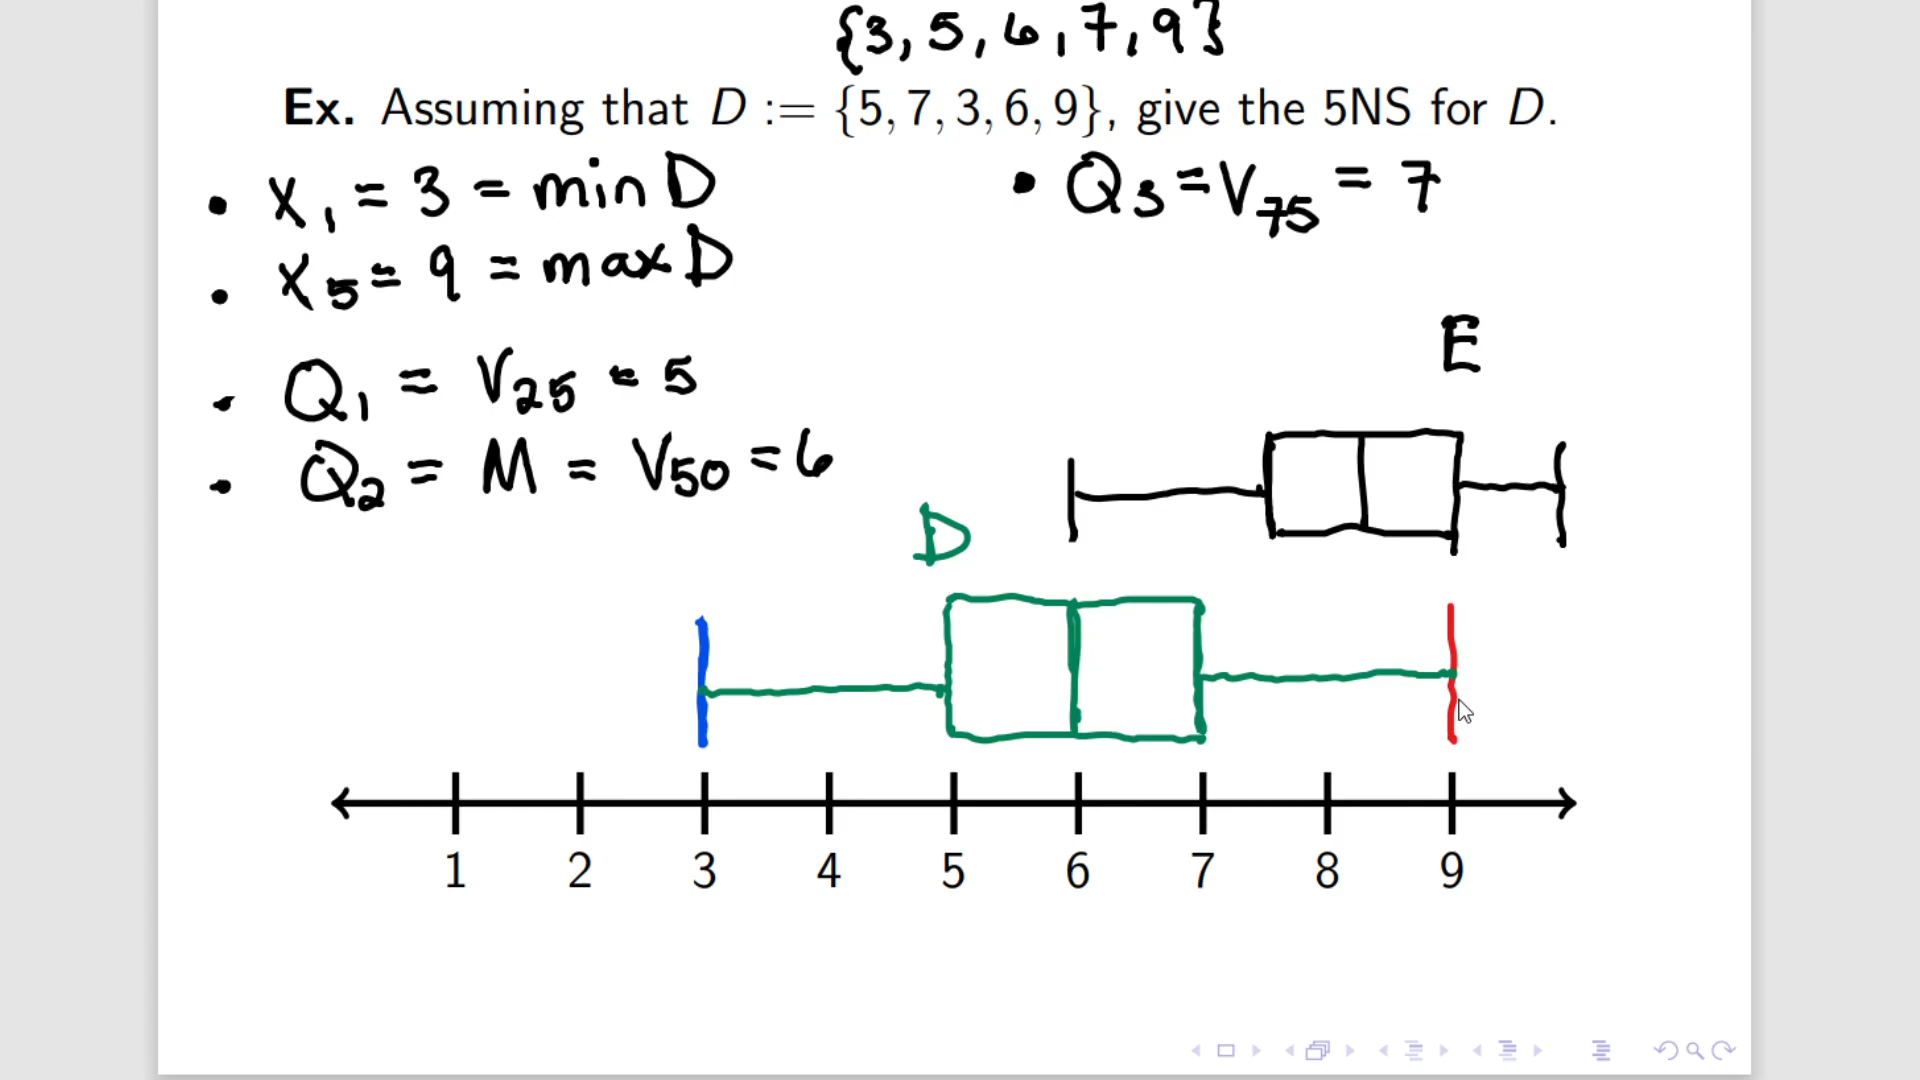 {3, 5, 6, 7, 9}
Ex. Assuming that D := {5, 7, 3, 6, 9}, give the 5NS for D.
• x₁ = 3 = min D
• x₅ = 9 = max D
• Q₁ = V₂₅ = 5
• Q₂ = M = V₅₀ = 6
• Q₃ = V₇₅ = 7
E
D
1 2 3 4 5 6 7 8 9